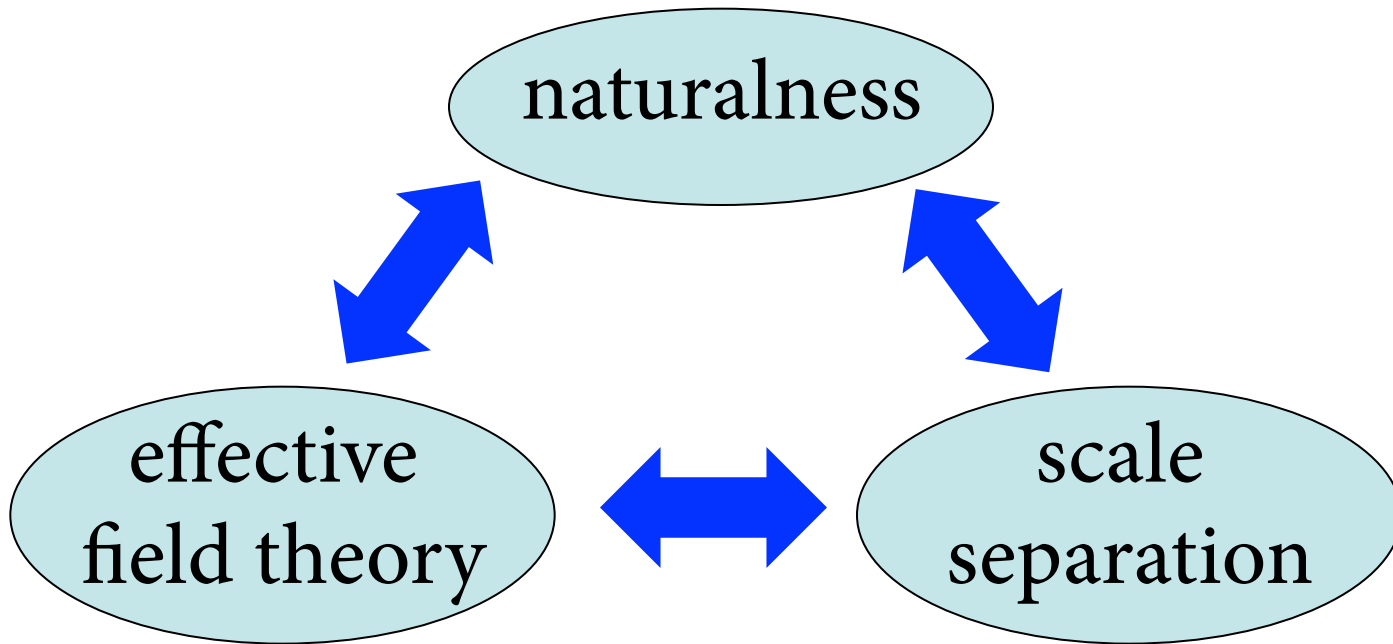 naturalness
effective
field theory
scale
separation